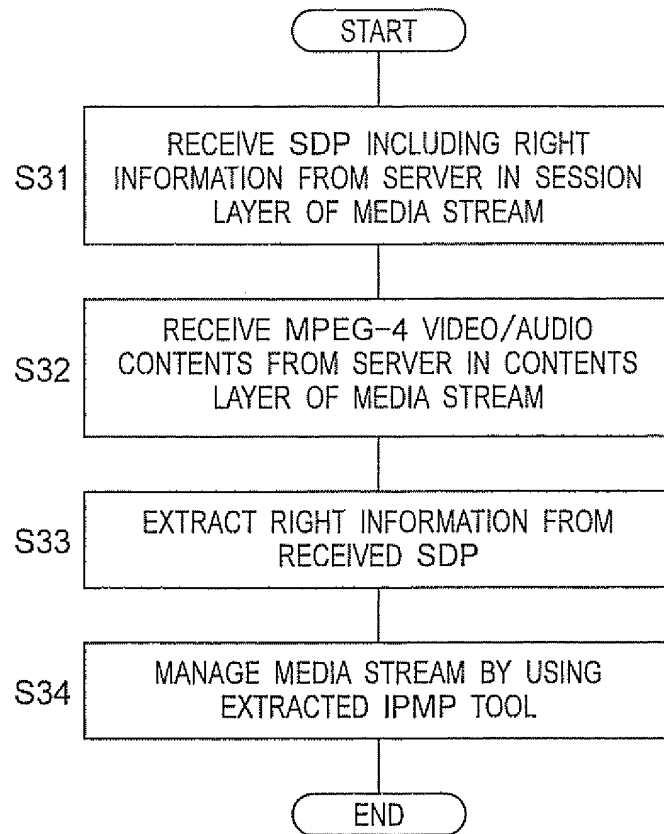 START
S31
RECEIVE SDP INCLUDING RIGHT
INFORMATION FROM SERVER IN SESSION
LAYER OF MEDIA STREAM
S32
RECEIVE MPEG-4 VIDEO/AUDIO
CONTENTS FROM SERVER IN CONTENTS
LAYER OF MEDIA STREAM
S33
EXTRACT RIGHT INFORMATION FROM
RECEIVED SDP
S34
MANAGE MEDIA STREAM BY USING
EXTRACTED IPMP TOOL
END